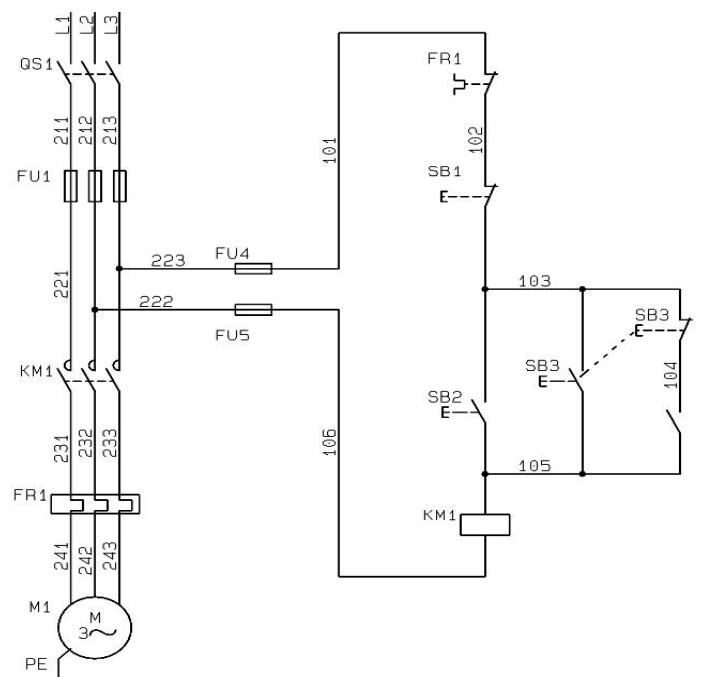 L1 L2 L3
QS1
211 212 213
FU1
221
223
222
FU4
FU5
KM1
231 232 233
FR1
241 242 243
M1
M
3
PE
101
106
FR1
102
SB1
103
SB3
SB3
104
SB2
105
KM1